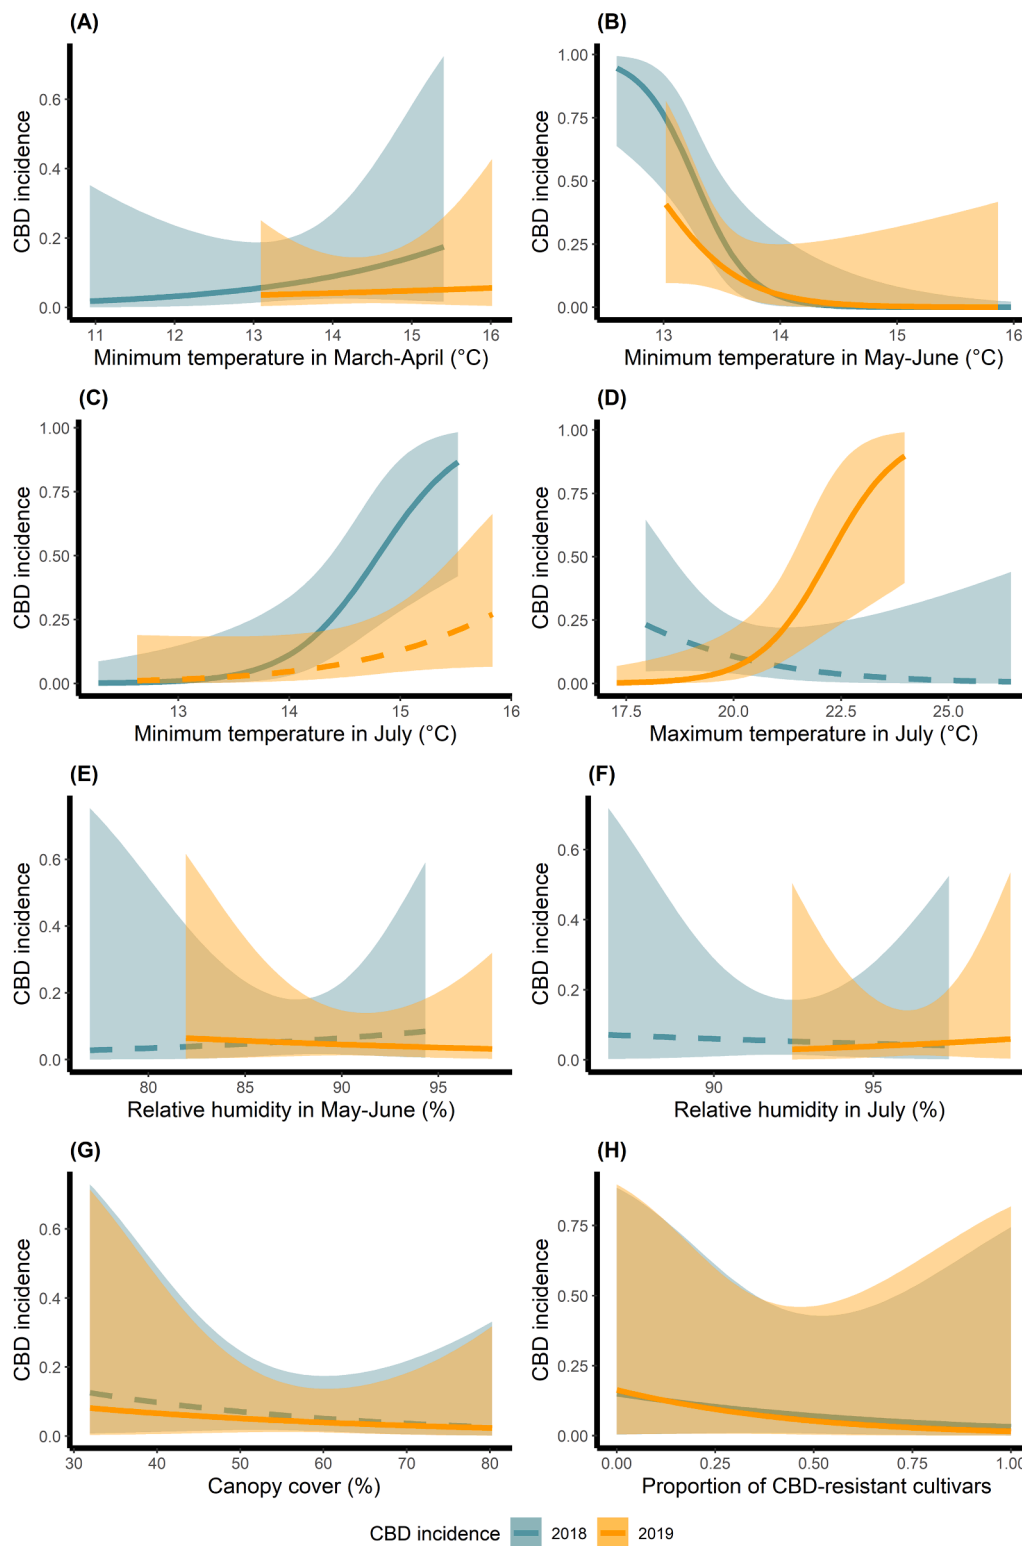 (A)
CBD incidence
0.6
0.4
0.2
0.0
11 12 13 14 15 16
Minimum temperature in March-April (°C)
(B)
CBD incidence
1.00
0.75
0.50
0.25
0.00
13 14 15 16
Minimum temperature in May-June (°C)
(C)
CBD incidence
1.00
0.75
0.50
0.25
0.00
13 14 15 16
Minimum temperature in July (°C)
(D)
CBD incidence
1.00
0.75
0.50
0.25
0.00
17.5 20.0 22.5 25.0
Maximum temperature in July (°C)
(E)
CBD incidence
0.6
0.4
0.2
0.0
80 85 90 95
Relative humidity in May-June (%)
(F)
CBD incidence
0.6
0.4
0.2
0.0
90 95
Relative humidity in July (%)
(G)
CBD incidence
0.6
0.4
0.2
0.0
30 40 50 60 70 80
Canopy cover (%)
(H)
CBD incidence
0.75
0.50
0.25
0.00
0.00 0.25 0.50 0.75 1.00
Proportion of CBD-resistant cultivars
CBD incidence 2018 2019